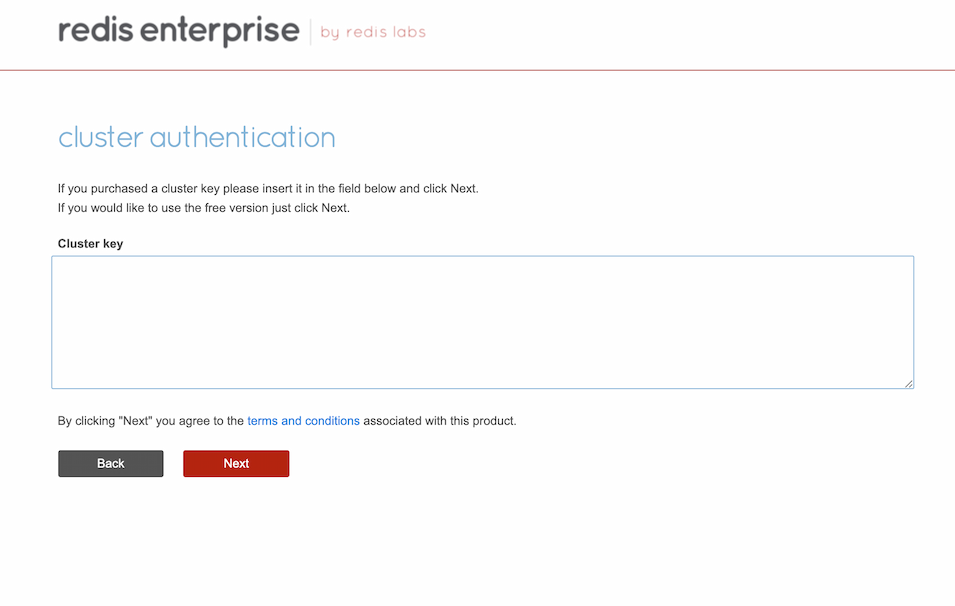 redis enterprise by redis labs
cluster authentication
If you purchased a cluster key please insert it in the field below and click Next.
If you would like to use the free version just click Next.
Cluster key
By clicking "Next" you agree to the terms and conditions associated with this product.
Back Next